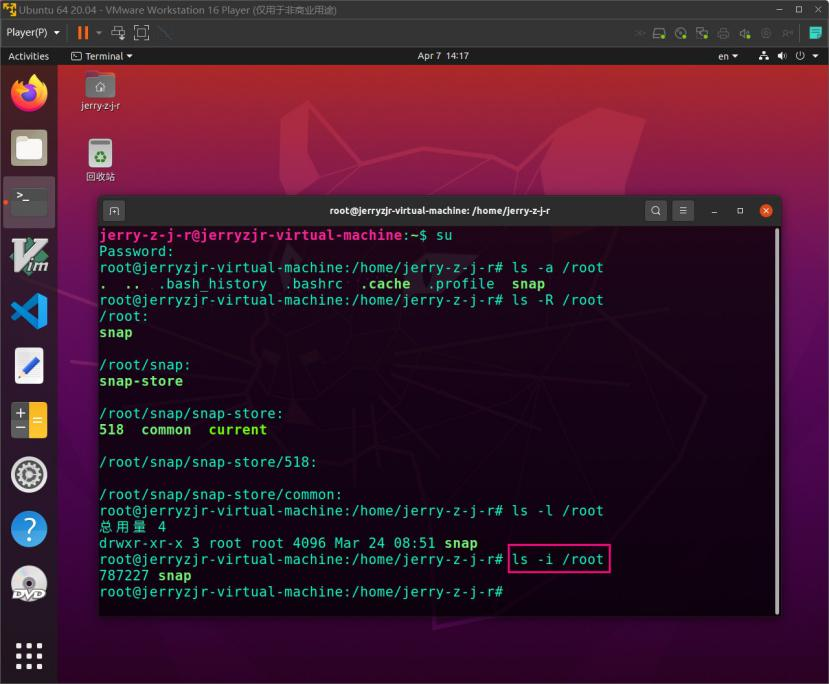 Ubuntu 64 20.04 - VMware Workstation 16 Player (仅用于非商业用途)
Player(P)
Activities
Terminal
Apr 7 14:17
en
jerry-z-j-r
回收站
root@jerryzjr-virtual-machine: /home/jerry-z-j-r
jerry-z-j-r@jerryzjr-virtual-machine:~$ su
Password:
root@jerryzjr-virtual-machine:/home/jerry-z-j-r# ls -a /root
. .. .bash_history .bashrc .cache .profile snap
root@jerryzjr-virtual-machine:/home/jerry-z-j-r# ls -R /root
/root:
snap
/root/snap:
snap-store
/root/snap/snap-store:
518 common current
/root/snap/snap-store/518:
/root/snap/snap-store/common:
root@jerryzjr-virtual-machine:/home/jerry-z-j-r# ls -l /root
总用量 4
drwxr-xr-x 3 root root 4096 Mar 24 08:51 snap
root@jerryzjr-virtual-machine:/home/jerry-z-j-r# ls -i /root
787227 snap
root@jerryzjr-virtual-machine:/home/jerry-z-j-r#
Vim
DVD